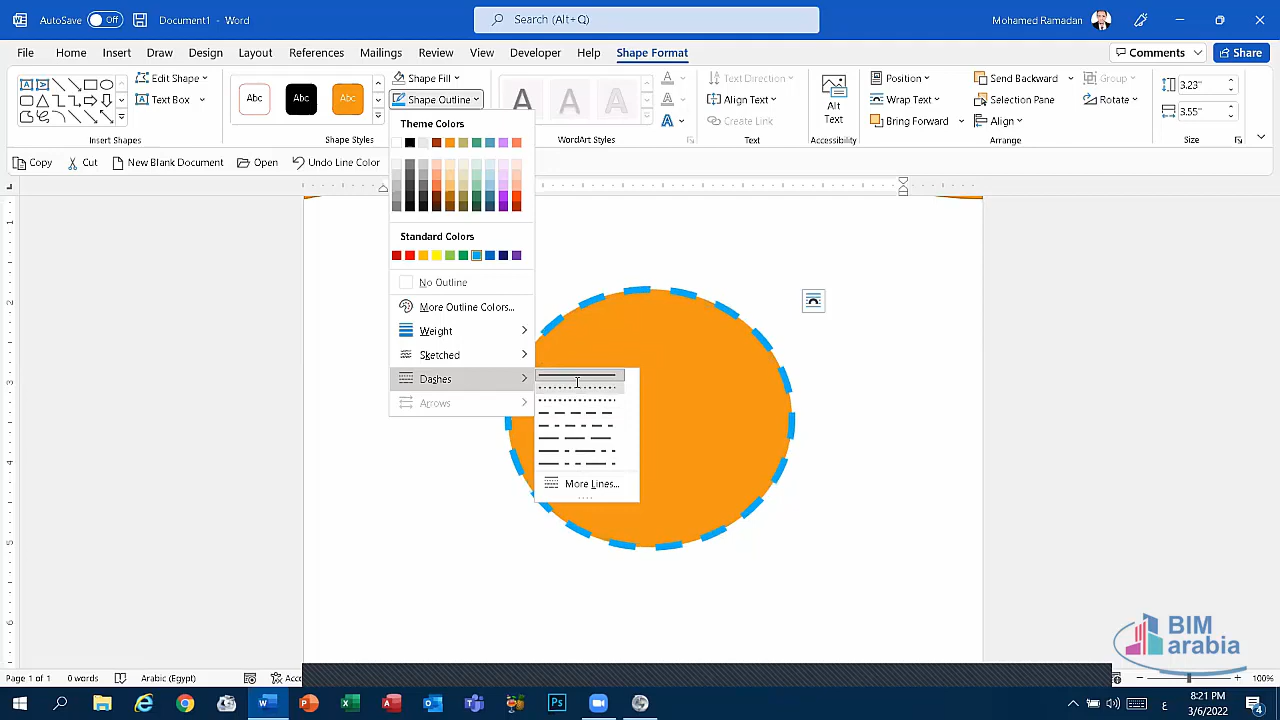 AutoSave Off Document1 - Word Search (Alt+Q) Mohamed Ramadan
File Home Insert Draw Design Layout References Mailings Review View Developer Help Shape Format Comments Share
Edit Shape Abc Abc Abc Shape Fill A A A Text Direction Position Send Backward Group 3.23"
Text Box Shape Outline Align Text Alt Text Wrap Text Selection Pane Rotate 3.55"
Create Link Bring Forward Align
Insert Shapes Shape Styles WordArt Styles Text Accessibility Arrange Size
Copy Cut New Blank Document Open Undo Line Color
Theme Colors
Standard Colors
No Outline
More Outline Colors...
Weight
Sketched
Dashes
Arrows
More Lines...
BIM
arabia
Page 1 of 1 0 words Arabic (Egypt) Acce 100%
8:21 PM
3/6/2022